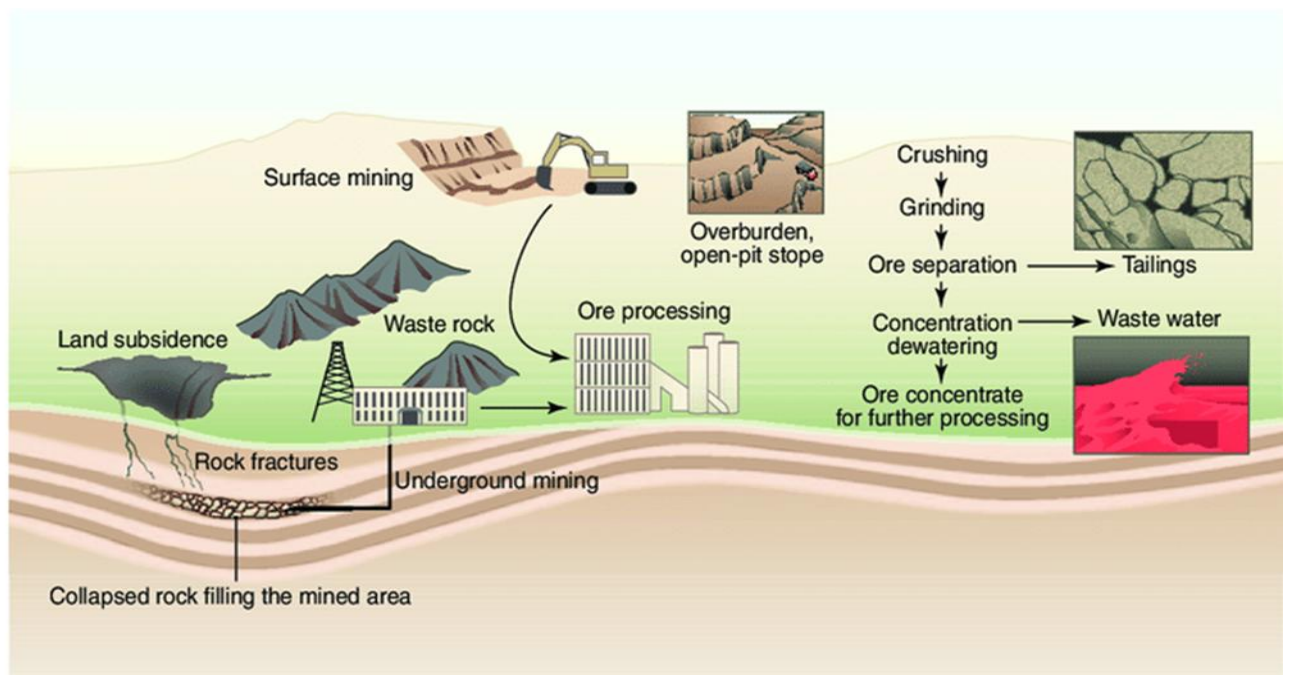 Surface mining
Overburden,
open-pit stope
Crushing
Grinding
Ore separation
Tailings
Concentration
dewatering
Waste water
Ore concentrate
for further processing
Ore processing
Waste rock
Land subsidence
Rock fractures
Underground mining
Collapsed rock filling the mined area